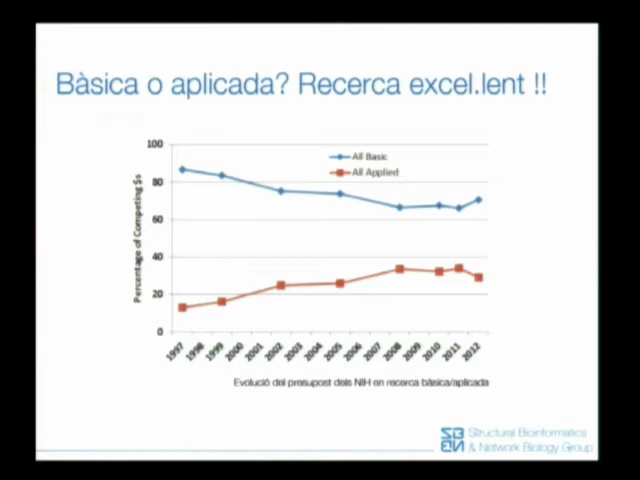 Bàsica o aplicada? Recerca excel.lent !!
All Basic
All Applied
Percentage of Competing $s
100
80
60
40
20
0
1997 1998 1999 2000 2001 2002 2003 2004 2005 2006 2007 2008 2009 2010 2011 2012
Evolució del presupost dels NIH en recerca bàsica/aplicada
Structural Bioinformatics
& Network Biology Group